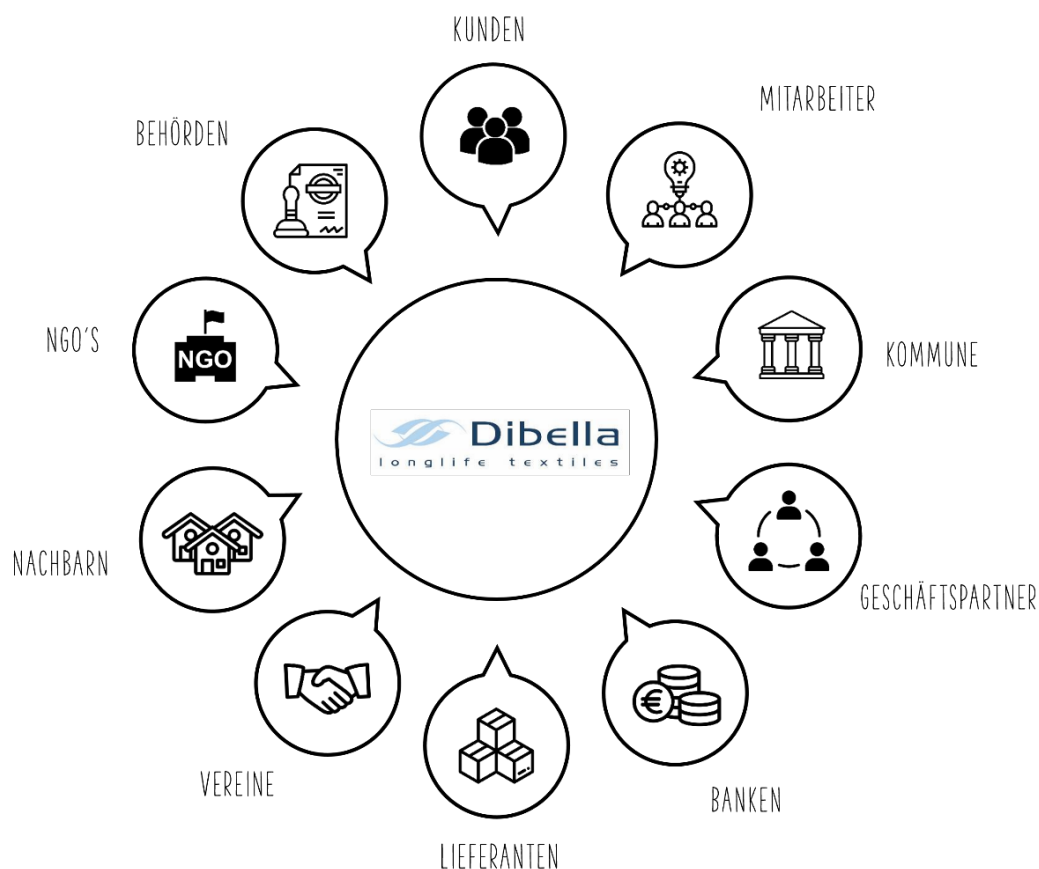 KUNDEN
MITARBEITER
BEHÖRDEN
NGO
NGO'S
KOMMUNE
Dibella
longlife textiles
NACHBARN
GESCHÄFTSPARTNER
€
VEREINE
BANKEN
LIEFERANTEN